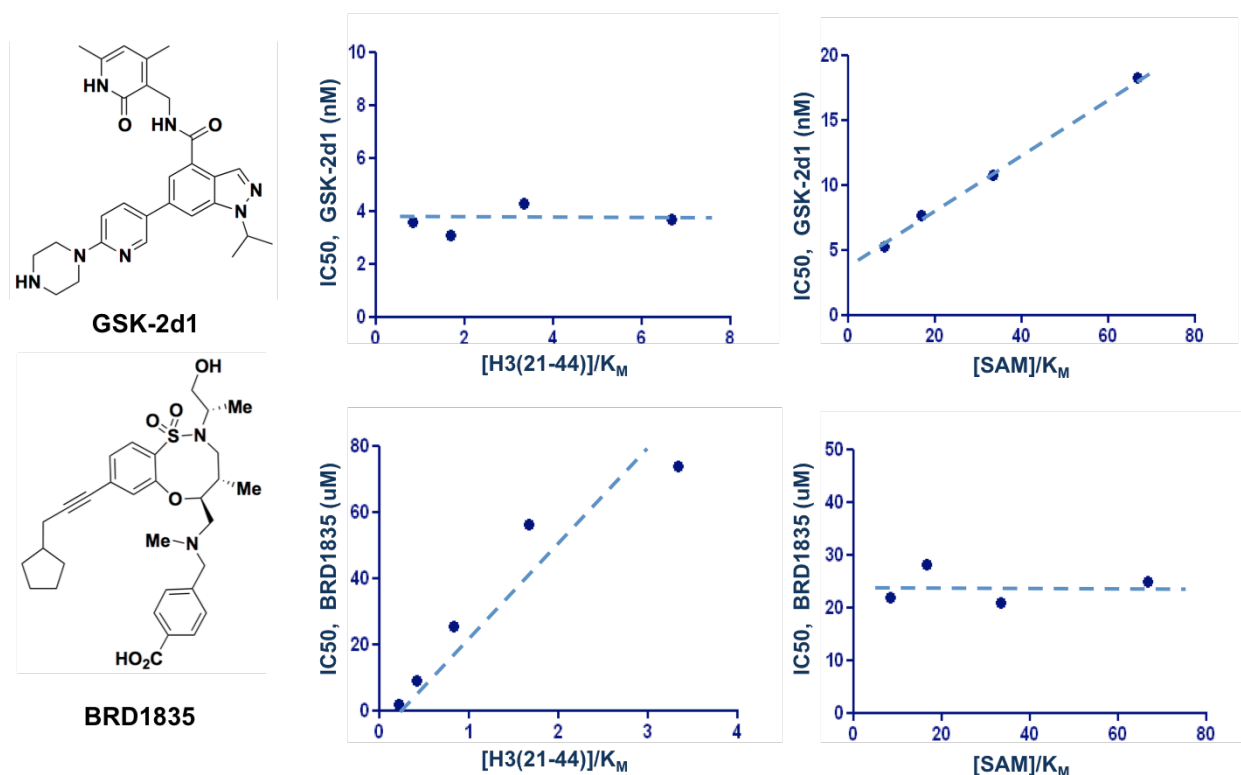 HN
O
NH
O
N
N
N
N
HN
GSK-2d1
IC50, GSK-2d1 (nM)
10
8
6
4
2
0
0
2
4
6
8
[H3(21-44)]/KM
IC50, GSK-2d1 (nM)
20
15
10
5
0
0
20
40
60
80
[SAM]/KM
OH
O
O
Me
S
N
Me
O
Me
N
HO2C
BRD1835
IC50, BRD1835 (uM)
80
60
40
20
0
0
1
2
3
4
[H3(21-44)]/KM
IC50, BRD1835 (uM)
50
40
30
20
10
0
0
20
40
60
80
[SAM]/KM